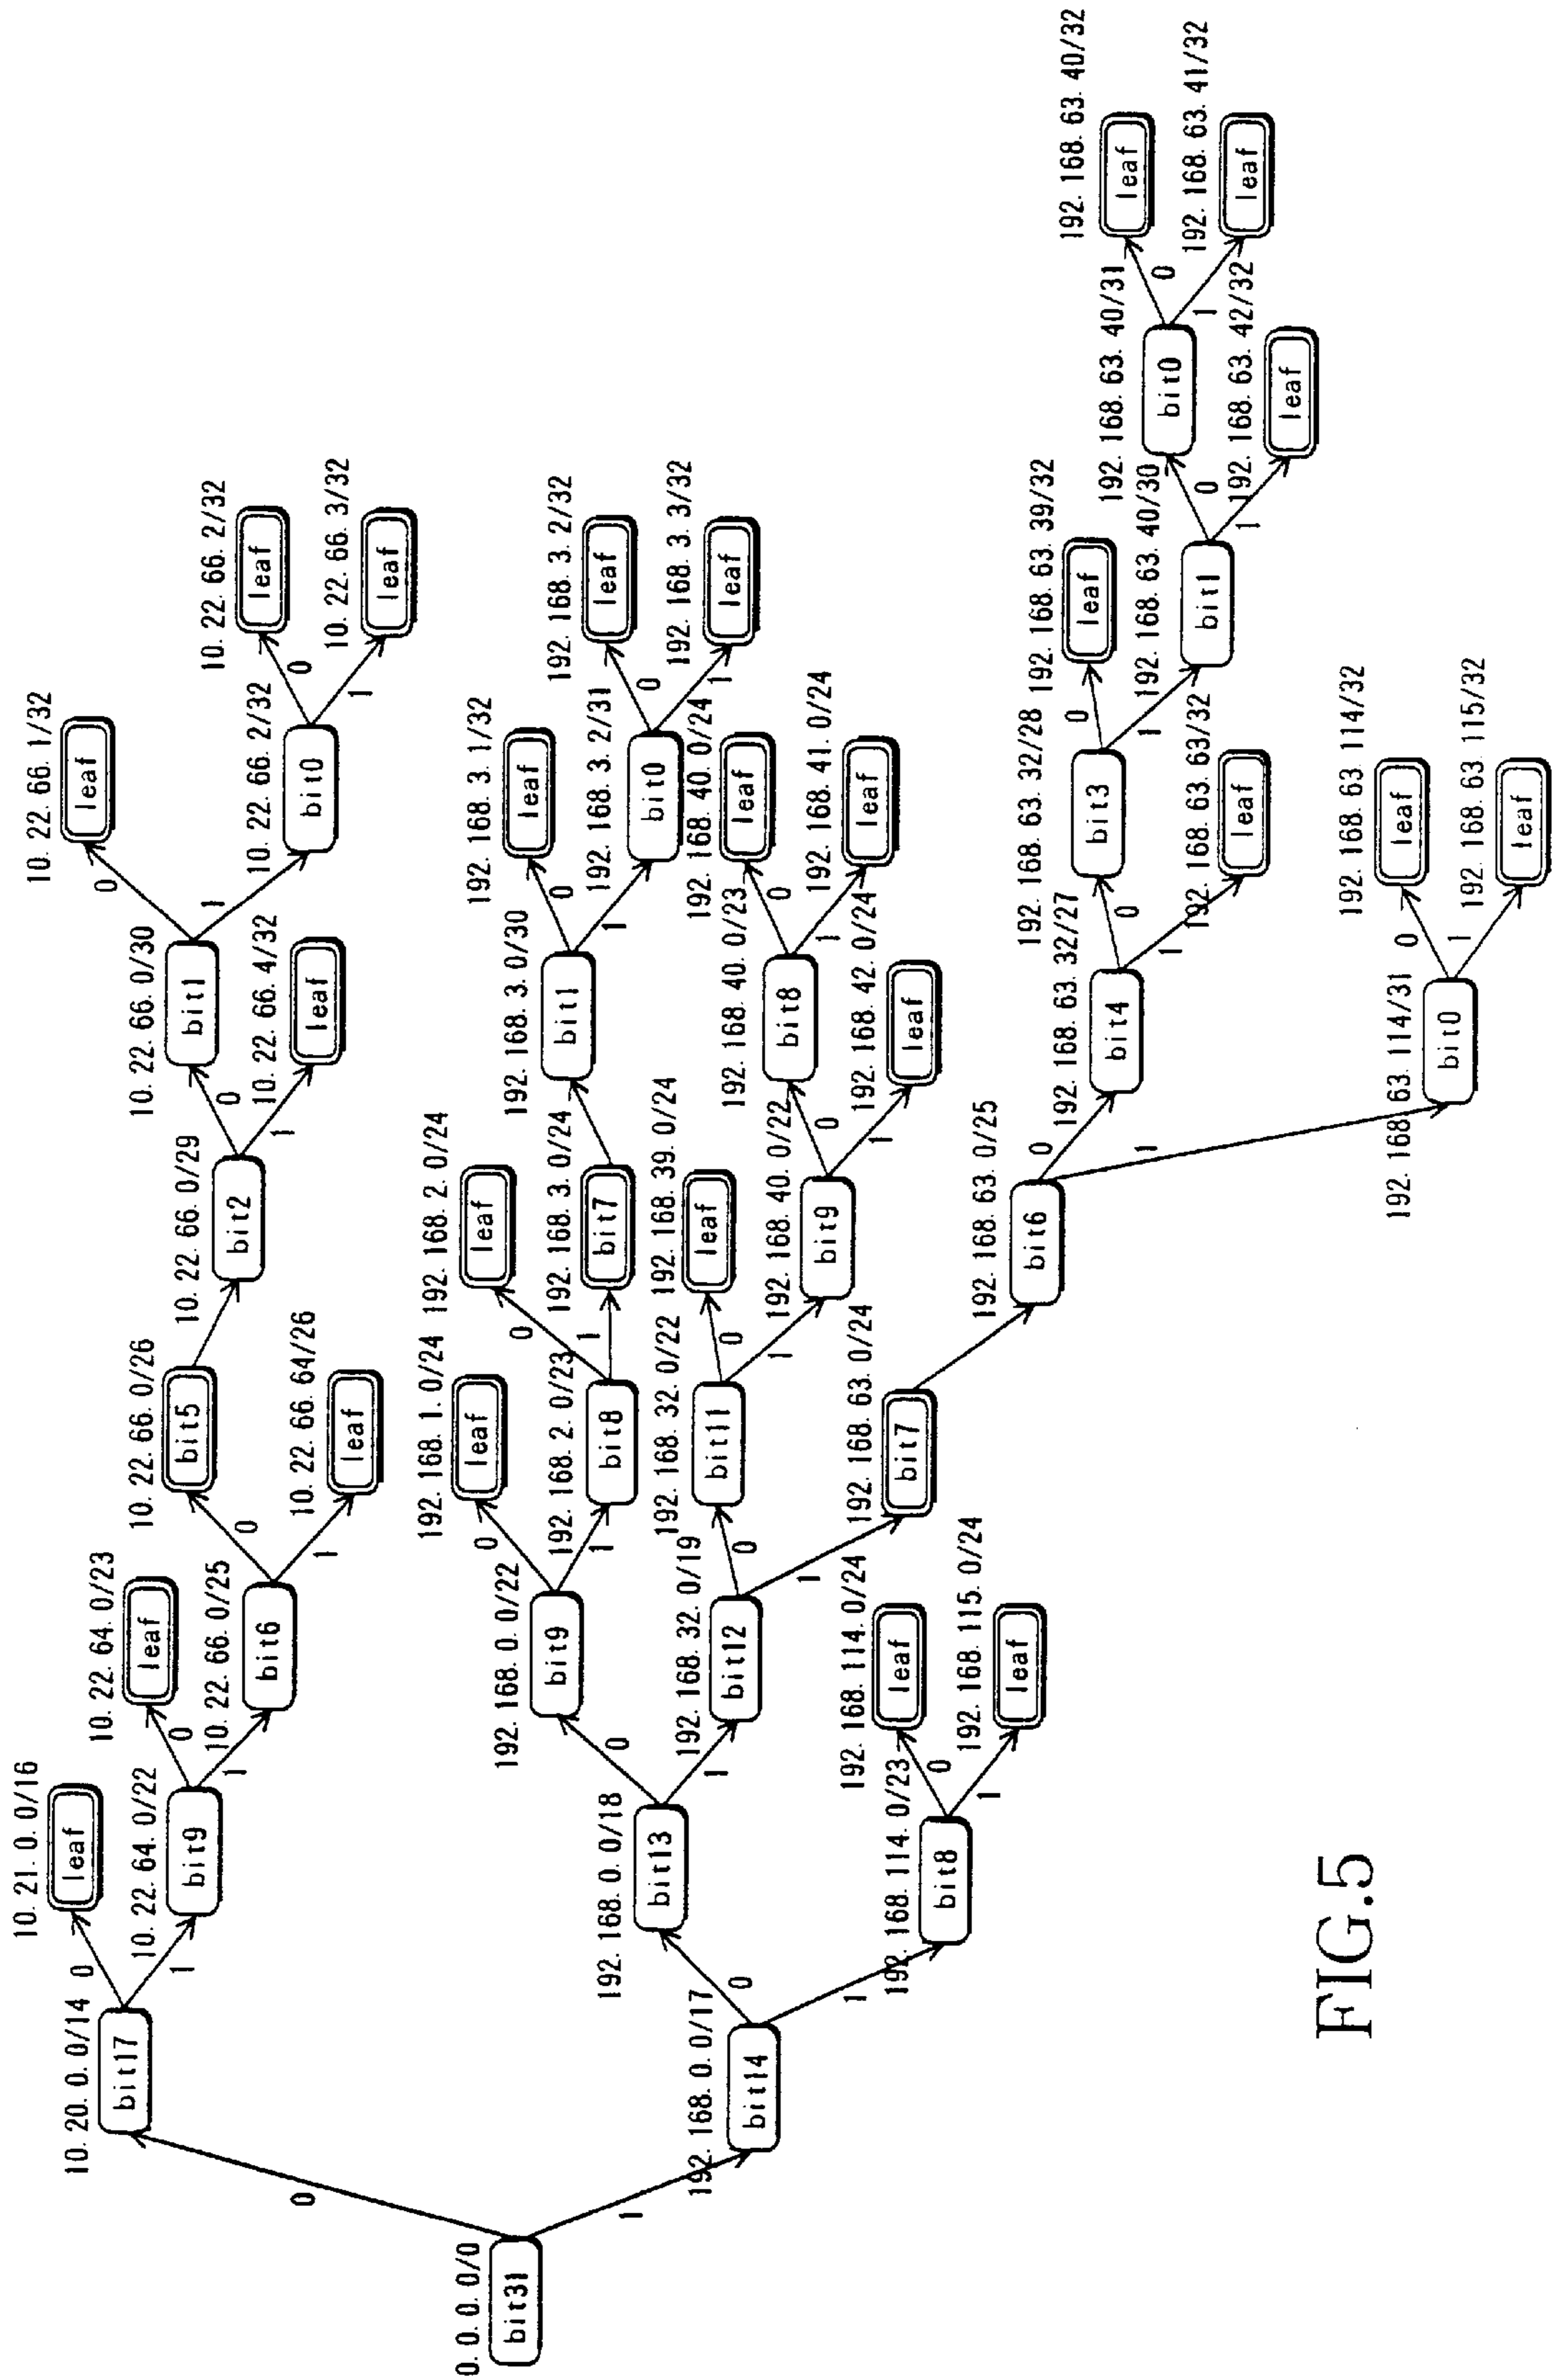 0.0.0.0/0
bit31
0
1
10.20.0.0/14
bit17
0
1
10.21.0.0/16
leaf
10.22.64.0/22
bit9
0
1
10.22.64.0/23
leaf
10.22.66.0/25
bit6
0
1
10.22.66.0/26
bit5
10.22.66.64/26
leaf
10.22.66.0/29
bit2
0
1
10.22.66.0/30
bit1
0
1
10.22.66.4/32
leaf
10.22.66.1/32
leaf
10.22.66.2/32
bit0
0
1
10.22.66.2/32
leaf
10.22.66.3/32
leaf
192.168.0.0/17
bit14
0
1
192.168.0.0/18
bit13
0
1
192.168.0.0/22
bit9
0
1
192.168.1.0/24
leaf
192.168.2.0/23
bit8
0
1
192.168.2.0/24
leaf
192.168.3.0/24
bit7
192.168.3.0/30
bit1
0
1
192.168.3.1/32
leaf
192.168.3.2/31
bit0
0
1
192.168.3.2/32
leaf
192.168.3.3/32
leaf
192.168.32.0/19
bit12
0
1
192.168.32.0/22
bit11
0
1
192.168.39.0/24
leaf
192.168.40.0/22
bit9
0
1
192.168.40.0/23
bit8
0
1
192.168.40.0/24
leaf
192.168.41.0/24
leaf
192.168.42.0/24
leaf
192.168.63.0/24
bit7
192.168.63.0/25
bit6
0
1
192.168.63.32/27
bit4
0
1
192.168.63.32/28
bit3
0
1
192.168.63.39/32
leaf
192.168.63.40/30
bit1
0
1
192.168.63.40/31
bit0
0
1
192.168.63.40/32
leaf
192.168.63.41/32
leaf
192.168.63.42/32
leaf
192.168.63.63/32
leaf
192.168.63.114/31
bit0
0
1
192.168.63.114/32
leaf
192.168.63.115/32
leaf
192.168.114.0/23
bit8
0
1
192.168.114.0/24
leaf
192.168.115.0/24
leaf
FIG.5